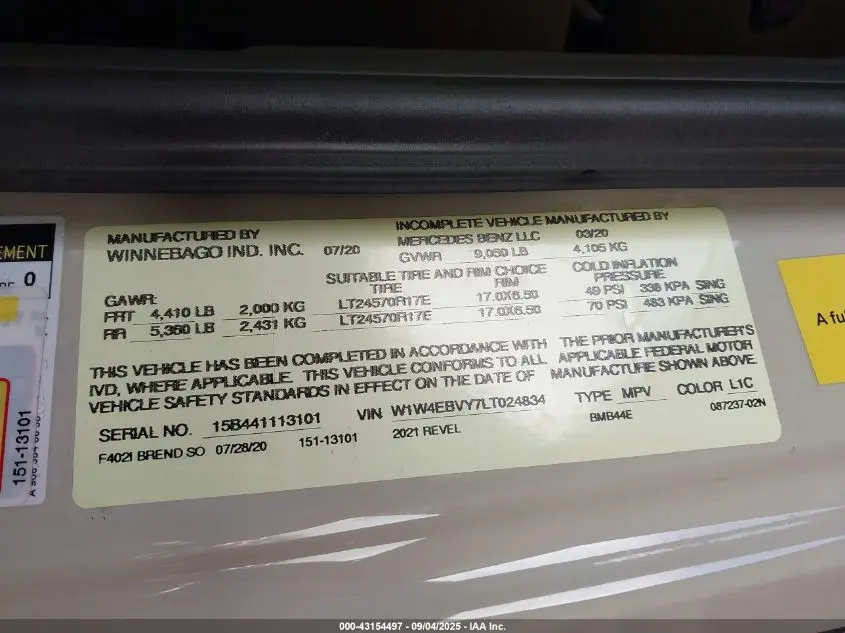 MANUFACTURED BY
WINNEBAGO IND. INC. 07/20
INCOMPLETE VEHICLE MANUFACTURED BY
MERCEDES BENZ LLC 03/20
GVWR 9,050 LB 4,105 KG
SUITABLE TIRE AND RIM CHOICE
TIRE RIM
COLD INFLATION
PRESSURE
GAWR:
FRT 4,410 LB 2,000 KG LT24570R17E 17.0X6.50 49 PSI 338 KPA SING
RR 5,360 LB 2,431 KG LT24570R17E 17.0X6.50 70 PSI 483 KPA SING
THIS VEHICLE HAS BEEN COMPLETED IN ACCORDANCE WITH THE PRIOR MANUFACTURER'S
IVD, WHERE APPLICABLE. THIS VEHICLE CONFORMS TO ALL APPLICABLE FEDERAL MOTOR
VEHICLE SAFETY STANDARDS IN EFFECT ON THE DATE OF MANUFACTURE SHOWN ABOVE.
SERIAL NO. 15B441113101 VIN W1W4EBVY7LT024834 TYPE MPV COLOR L1C
F402I BREND SO 07/28/20 151-13101 2021 REVEL BMB44E 087237-02N
EMENT
0
151-13101
A ful
000-43154497 - 09/04/2025 - IAA Inc.